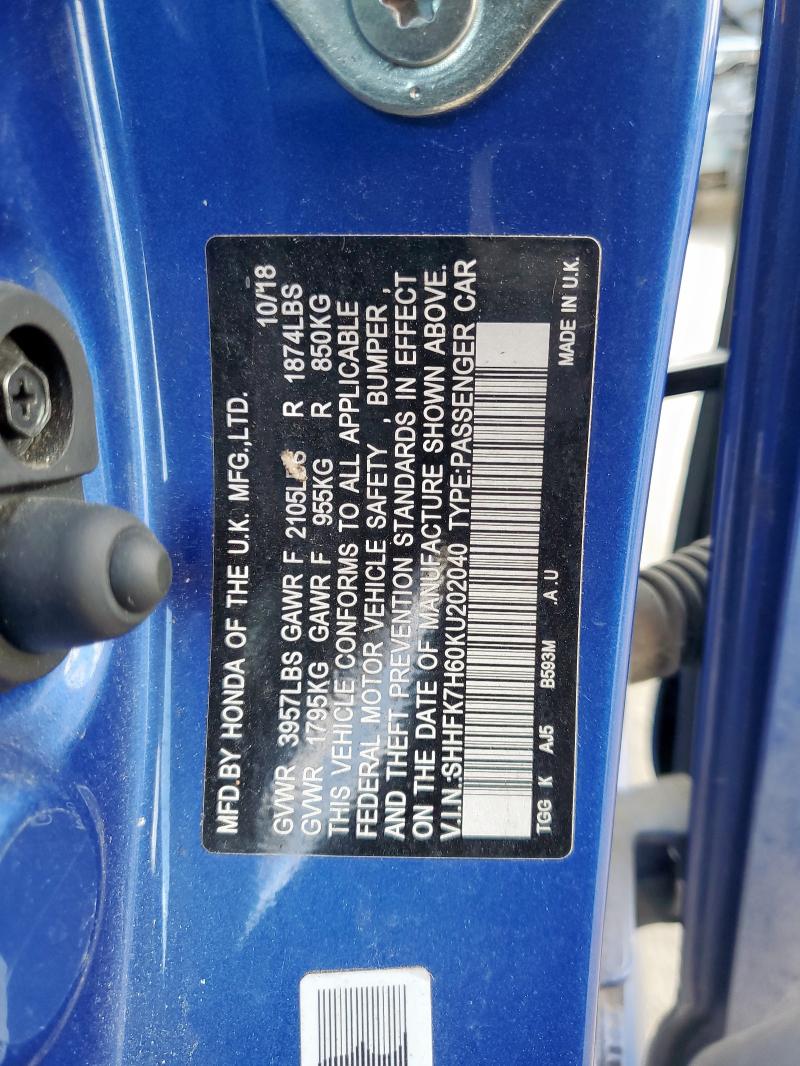 MFD.BY HONDA OF THE U.K. MFG.,LTD.
10/18
GVWR 3957LBS GAWR F 2105LBS R 1874LBS
GVWR 1795KG GAWR F 955KG R 850KG
THIS VEHICLE CONFORMS TO ALL APPLICABLE
FEDERAL MOTOR VEHICLE SAFETY , BUMPER ,
AND THEFT PREVENTION STANDARDS IN EFFECT
ON THE DATE OF MANUFACTURE SHOWN ABOVE.
V.I.N.:SHHFK7H60KU202040 TYPE:PASSENGER CAR
TGG K AJ5 B593M .A .U
MADE IN U.K.